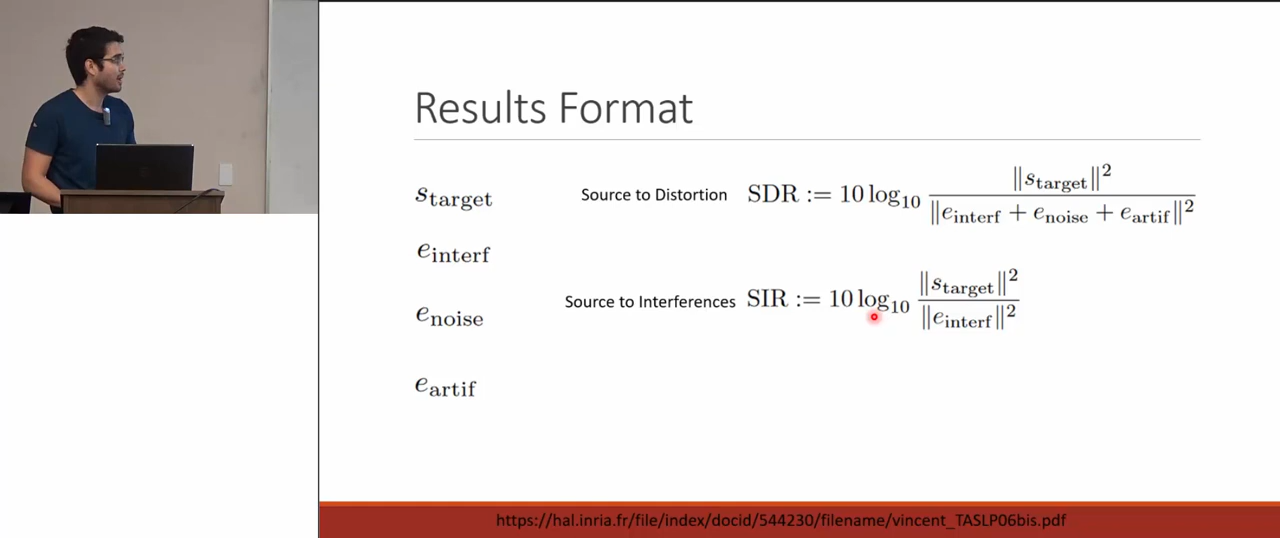 Results Format
s_target
Source to Distortion SDR := 10 log_10 ‖s_target‖^2 / ‖e_interf + e_noise + e_artif‖^2
e_interf
Source to Interferences SIR := 10 log_10 ‖s_target‖^2 / ‖e_interf‖^2
e_noise
e_artif
https://hal.inria.fr/file/index/docid/544230/filename/vincent_TASLP06bis.pdf